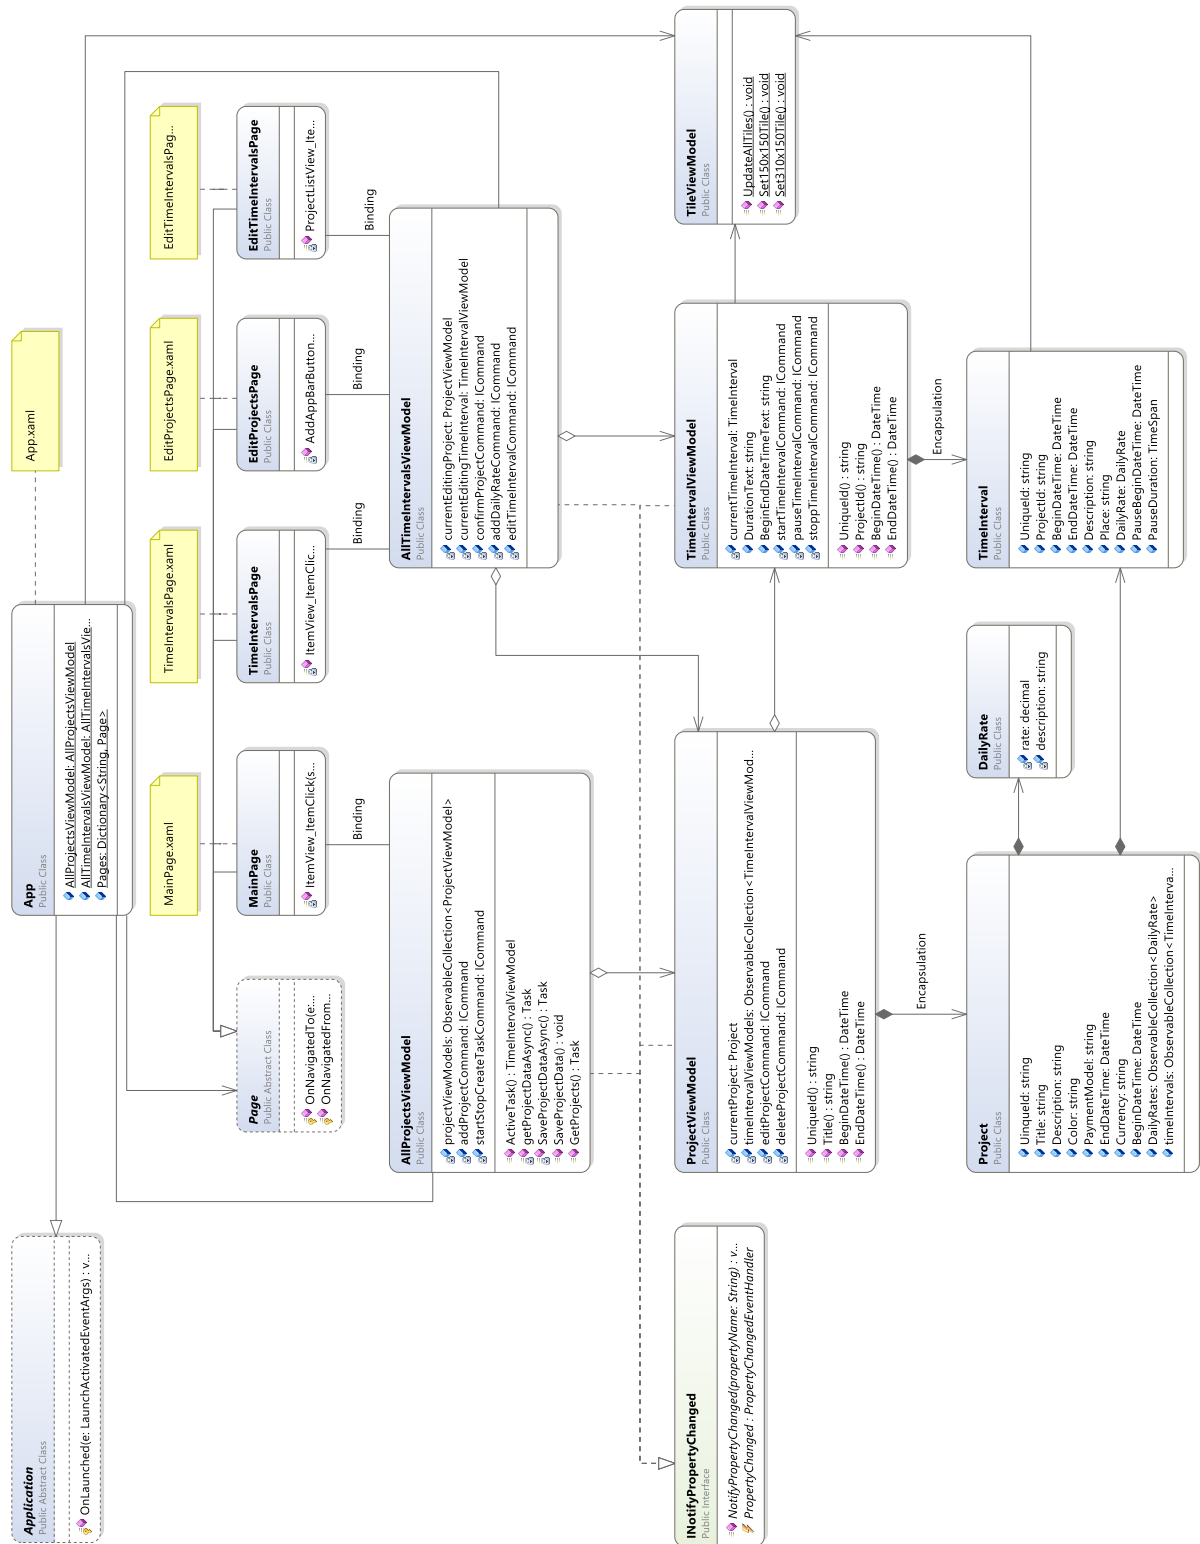 Application
Public Abstract Class
OnLaunched(e: LaunchActivatedEventArgs) : v...
App
Public Class
AllProjectsViewModel: AllProjectsViewModel
AllTimeIntervalsViewModel: AllTimeIntervalsVie...
Pages: Dictionary<String, Page>
App.xaml
MainPage.xaml
TimeIntervalsPage.xaml
EditProjectsPage.xaml
EditTimeIntervalsPag...
Page
Public Abstract Class
OnNavigatedTo(e:...
OnNavigatedFrom...
MainPage
Public Class
ItemView_ItemClick(s...
TimeIntervalsPage
Public Class
ItemView_ItemClic...
EditProjectsPage
Public Class
AddAppBarButton...
EditTimeIntervalsPage
Public Class
ProjectListView_Ite...
Binding
Binding
Binding
Binding
AllProjectsViewModel
Public Class
projectViewModels: ObservableCollection<ProjectViewModel>
addProjectCommand: ICommand
startStopCreateTaskCommand: ICommand
ActiveTask() : TimeIntervalViewModel
getProjectDataAsync() : Task
SaveProjectDataAsync() : Task
SaveProjectData() : void
GetProjects() : Task
AllTimeIntervalsViewModel
Public Class
currentEditingProject: ProjectViewModel
currentEditingTimeInterval: TimeIntervalViewModel
confirmProjectCommand: ICommand
addDailyRateCommand: ICommand
editTimeIntervalCommand: ICommand
INotifyPropertyChanged
Public Interface
NotifyPropertyChanged(propertyName: String) : v...
PropertyChanged : PropertyChangedEventHandler
ProjectViewModel
Public Class
currentProject: Project
timeIntervalViewModels: ObservableCollection<TimeIntervalViewMod...
editProjectCommand: ICommand
deleteProjectCommand: ICommand
UniqueId() : string
Title() : string
BeginDateTime() : DateTime
EndDateTime() : DateTime
TimeIntervalViewModel
Public Class
currentTimeInterval: TimeInterval
DurationText: string
BeginEndDateTimeText: string
startTimeIntervalCommand: ICommand
pauseTimeIntervalCommand: ICommand
stoppTimeIntervalCommand: ICommand
UniqueId() : string
ProjectId() : string
BeginDateTime() : DateTime
EndDateTime() : DateTime
TileViewModel
Public Class
UpdateAllTiles() : void
Set150x150Tile() : void
Set310x150Tile() : void
Encapsulation
Encapsulation
Project
Public Class
UinqueId: string
Title: string
Description: string
Color: string
PaymentModel: string
EndDateTime: DateTime
Currency: string
BeginDateTime: DateTime
DailyRates: ObservableCollection<DailyRate>
timeIntervals: ObservableCollection<TimeInterva...
DailyRate
Public Class
rate: decimal
description: string
TimeInterval
Public Class
UniqueId: string
ProjectId: string
BeginDateTime: DateTime
EndDateTime: DateTime
Description: string
Place: string
DailyRate: DailyRate
PauseBeginDateTime: DateTime
PauseDuration: TimeSpan